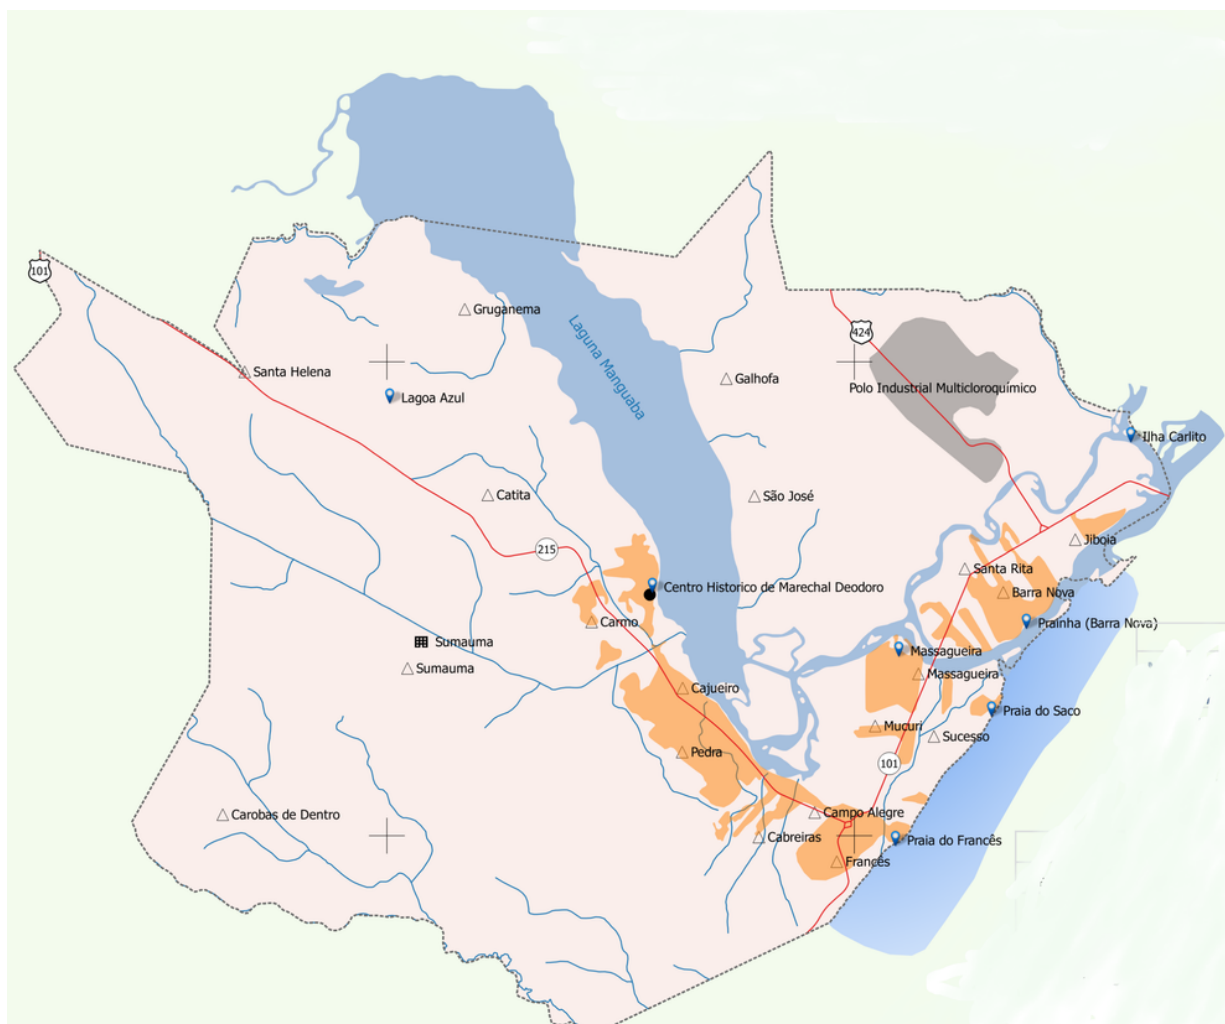 101
Gruganema
Laguna Manguaba
424
Santa Helena
Galhofa
Polo Industrial Multicloroquímico
Lagoa Azul
Ilha Carlito
Catita
São José
215
Jiboia
Santa Rita
Centro Historico de Marechal Deodoro
Barra Nova
Carmo
Prainha (Barra Nova)
Sumauma
Massagueira
Sumauma
Massagueira
Cajueiro
Praia do Saco
Mucuri
Sucesso
Pedra
101
Carobas de Dentro
Campo Alegre
Cabreiras
Praia do Francês
Francês